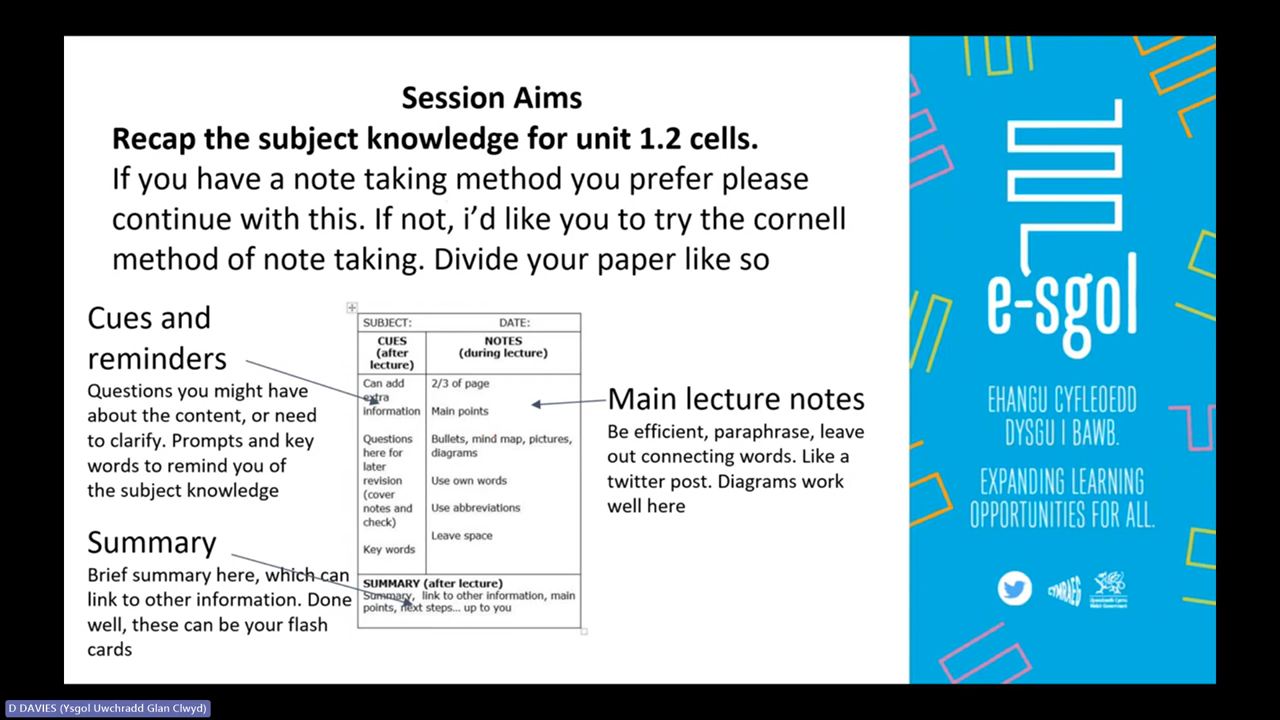 Session Aims
Recap the subject knowledge for unit 1.2 cells.
If you have a note taking method you prefer please
continue with this. If not, i’d like you to try the cornell
method of note taking. Divide your paper like so
Cues and
reminders
Questions you might have
about the content, or need
to clarify. Prompts and key
words to remind you of
the subject knowledge
Summary
Brief summary here, which can
link to other information. Done
well, these can be your flash
cards
SUBJECT: DATE:
CUES
(after
lecture)
NOTES
(during lecture)
Can add
extra
information
Questions
here for
later
revision
(cover
notes and
check)
Key words
2/3 of page
Main points
Bullets, mind map, pictures,
diagrams
Use own words
Use abbreviations
Leave space
SUMMARY (after lecture)
Summary, link to other information, main
points, next steps... up to you
Main lecture notes
Be efficient, paraphrase, leave
out connecting words. Like a
twitter post. Diagrams work
well here
e-sgol
EHANGU CYFLEOEDD
DYSGU I BAWB.
EXPANDING LEARNING
OPPORTUNITIES FOR ALL.
CYMRAEG
Llywodraeth Cymru
Welsh Government
D DAVIES (Ysgol Uwchradd Glan Clwyd)